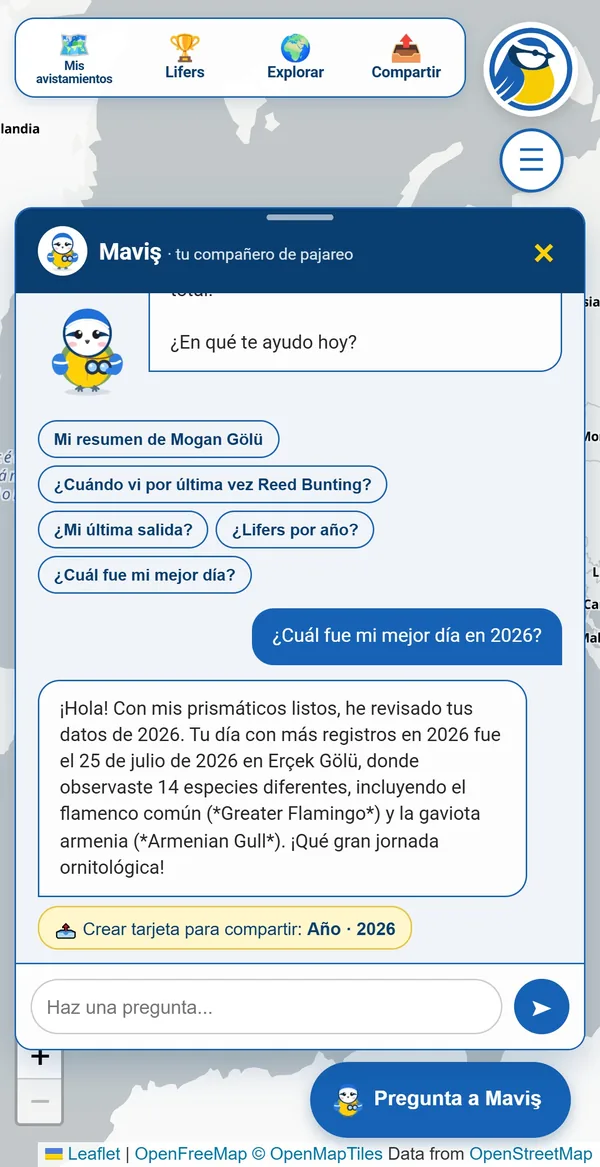 Mis
avistamientos
Lifers
Explorar
Compartir
landia
Maviş · tu compañero de pajareo
¿En qué te ayudo hoy?
Mi resumen de Mogan Gölü
¿Cuándo vi por última vez Reed Bunting?
¿Mi última salida?
¿Lifers por año?
¿Cuál fue mi mejor día?
¿Cuál fue mi mejor día en 2026?
¡Hola! Con mis prismáticos listos, he revisado tus
datos de 2026. Tu día con más registros en 2026 fue
el 25 de julio de 2026 en Erçek Gölü, donde
observaste 14 especies diferentes, incluyendo el
flamenco común (*Greater Flamingo*) y la gaviota
armenia (*Armenian Gull*). ¡Qué gran jornada
ornitológica!
Crear tarjeta para compartir: Año · 2026
Haz una pregunta...
+
−
Pregunta a Maviş
Leaflet | OpenFreeMap © OpenMapTiles Data from OpenStreetMap